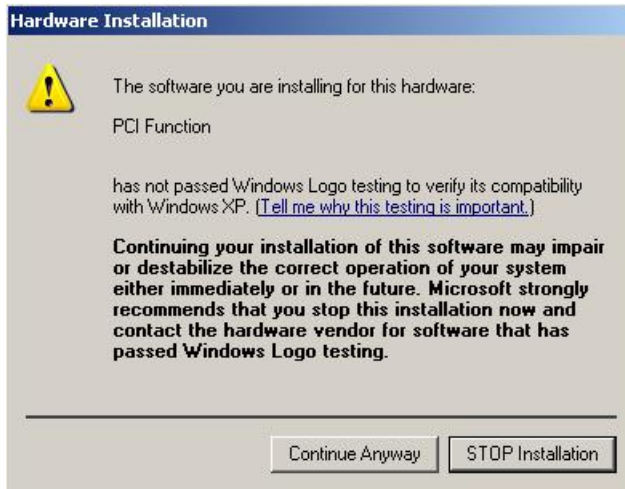 Hardware Installation
The software you are installing for this hardware:
PCI Function
has not passed Windows Logo testing to verify its compatibility
with Windows XP. (Tell me why this testing is important.)
Continuing your installation of this software may impair
or destabilize the correct operation of your system
either immediately or in the future. Microsoft strongly
recommends that you stop this installation now and
contact the hardware vendor for software that has
passed Windows Logo testing.
Continue Anyway STOP Installation